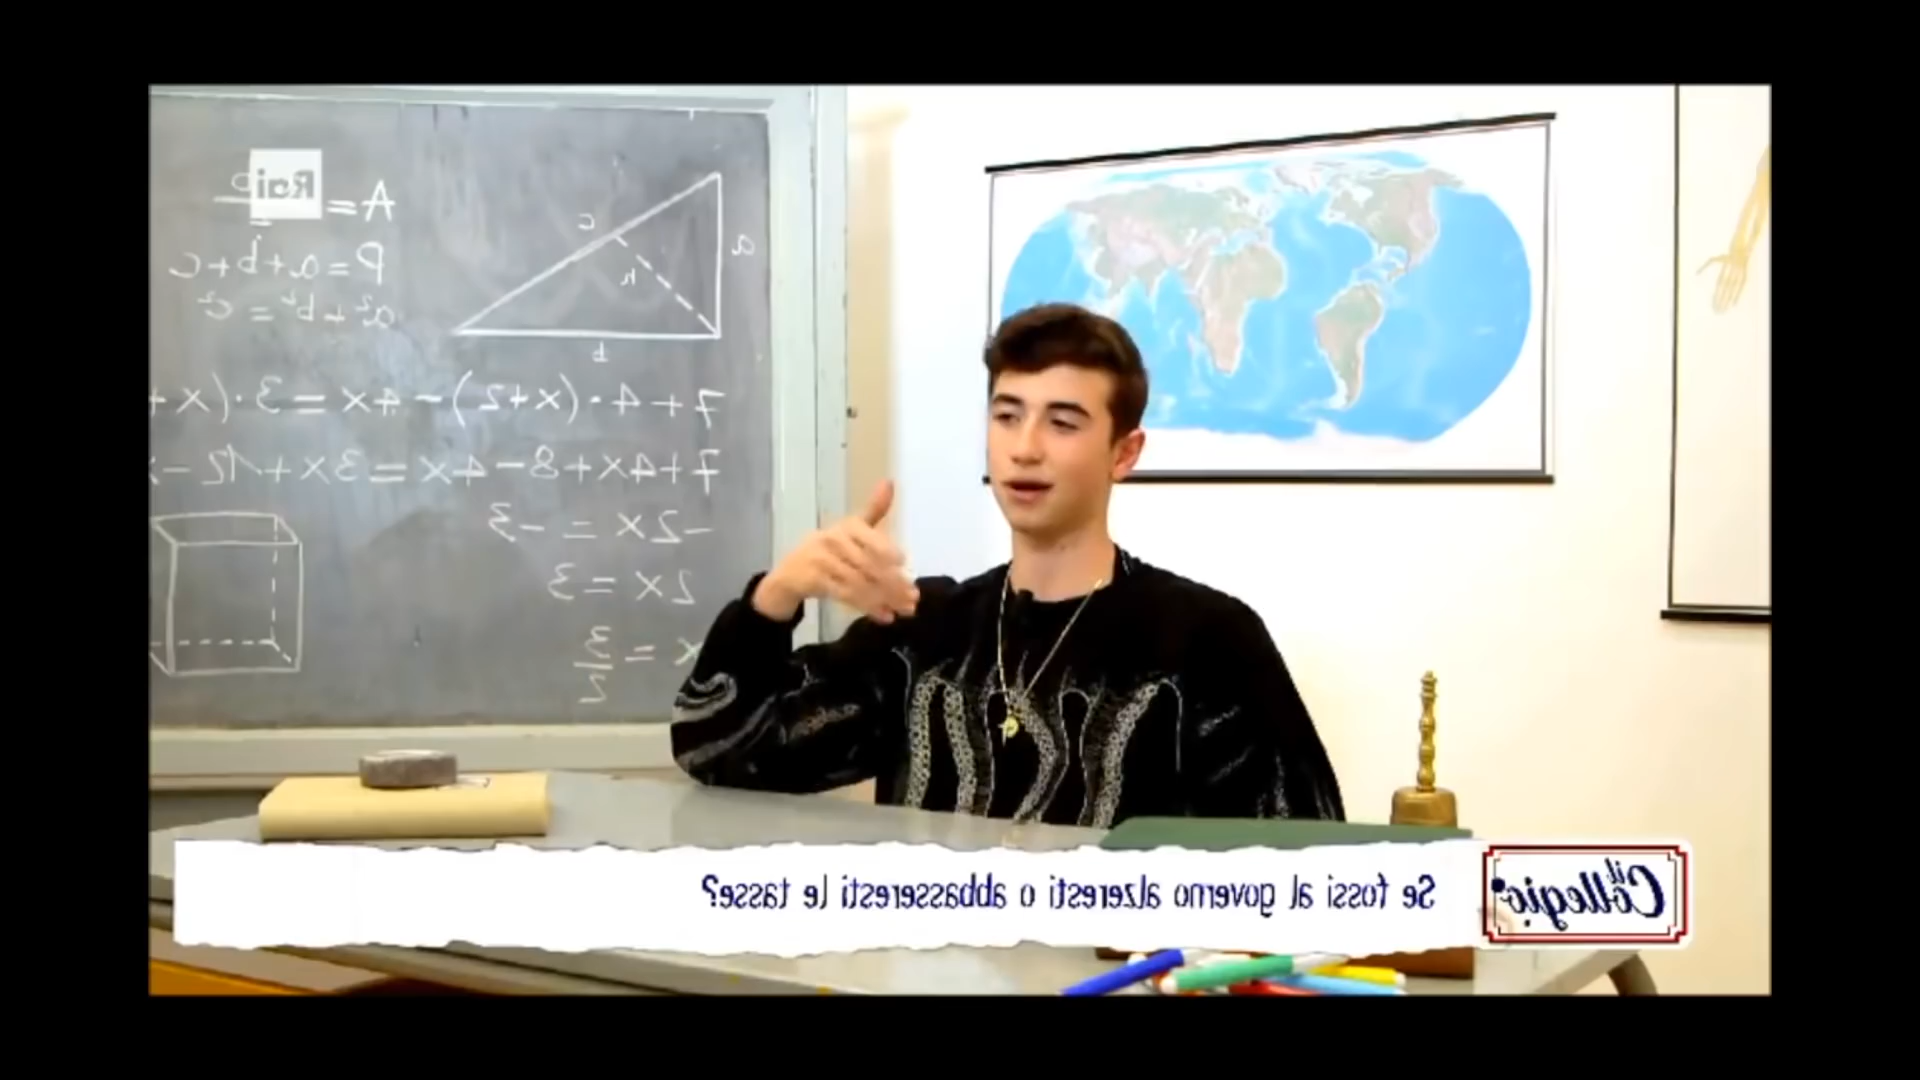 Rai
A =
P = a + b + c
a² + b² = c²
c
a
h
b
7 + 4 · (x+2) - 4x = 3 · (x +
7 + 4x + 8 - 4x = 3x + 12 -
-2x = -3
2x = 3
x = 3/2
Se fossi al governo alzeresti o abbasseresti le tasse?
il Collegio